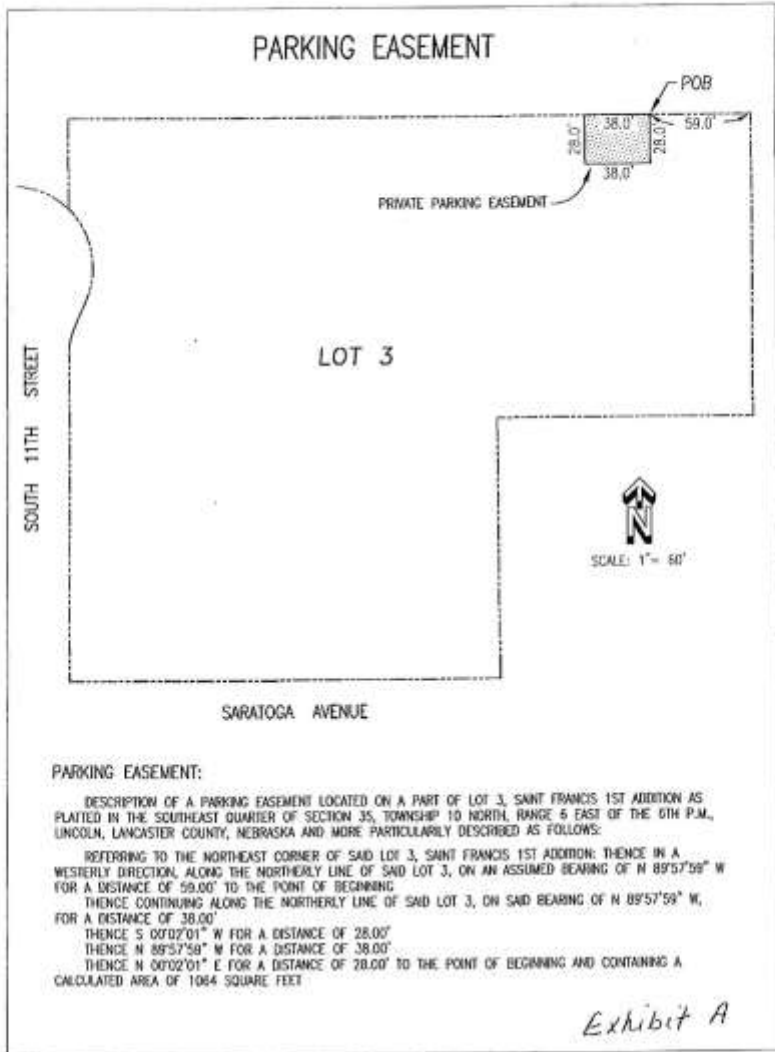 PARKING EASEMENT
POB
38.0'
59.0'
28.0'
28.0'
38.0'
PRIVATE PARKING EASEMENT
LOT 3
SOUTH 11TH STREET
N
SCALE: 1"= 60'
SARATOGA AVENUE
PARKING EASEMENT:
DESCRIPTION OF A PARKING EASEMENT LOCATED ON A PART OF LOT 3, SAINT FRANCIS 1ST ADDITION AS
PLATTED IN THE SOUTHEAST QUARTER OF SECTION 35, TOWNSHIP 10 NORTH, RANGE 6 EAST OF THE 6TH P.M.,
LINCOLN, LANCASTER COUNTY, NEBRASKA AND MORE PARTICULARILY DESCRIBED AS FOLLOWS:
REFERRING TO THE NORTHEAST CORNER OF SAID LOT 3, SAINT FRANCIS 1ST ADDITION: THENCE IN A
WESTERLY DIRECTION, ALONG THE NORTHERLY LINE OF SAID LOT 3, ON AN ASSUMED BEARING OF N 89°57'59" W
FOR A DISTANCE OF 59.00' TO THE POINT OF BEGINNING
THENCE CONTINUING ALONG THE NORTHERLY LINE OF SAID LOT 3, ON SAID BEARING OF N 89°57'59" W,
FOR A DISTANCE OF 38.00'
THENCE S 00°02'01" W FOR A DISTANCE OF 28.00'
THENCE N 89°57'59" W FOR A DISTANCE OF 38.00'
THENCE N 00°02'01" E FOR A DISTANCE OF 28.00' TO THE POINT OF BEGINNING AND CONTAINING A
CALCULATED AREA OF 1064 SQUARE FEET
Exhibit A